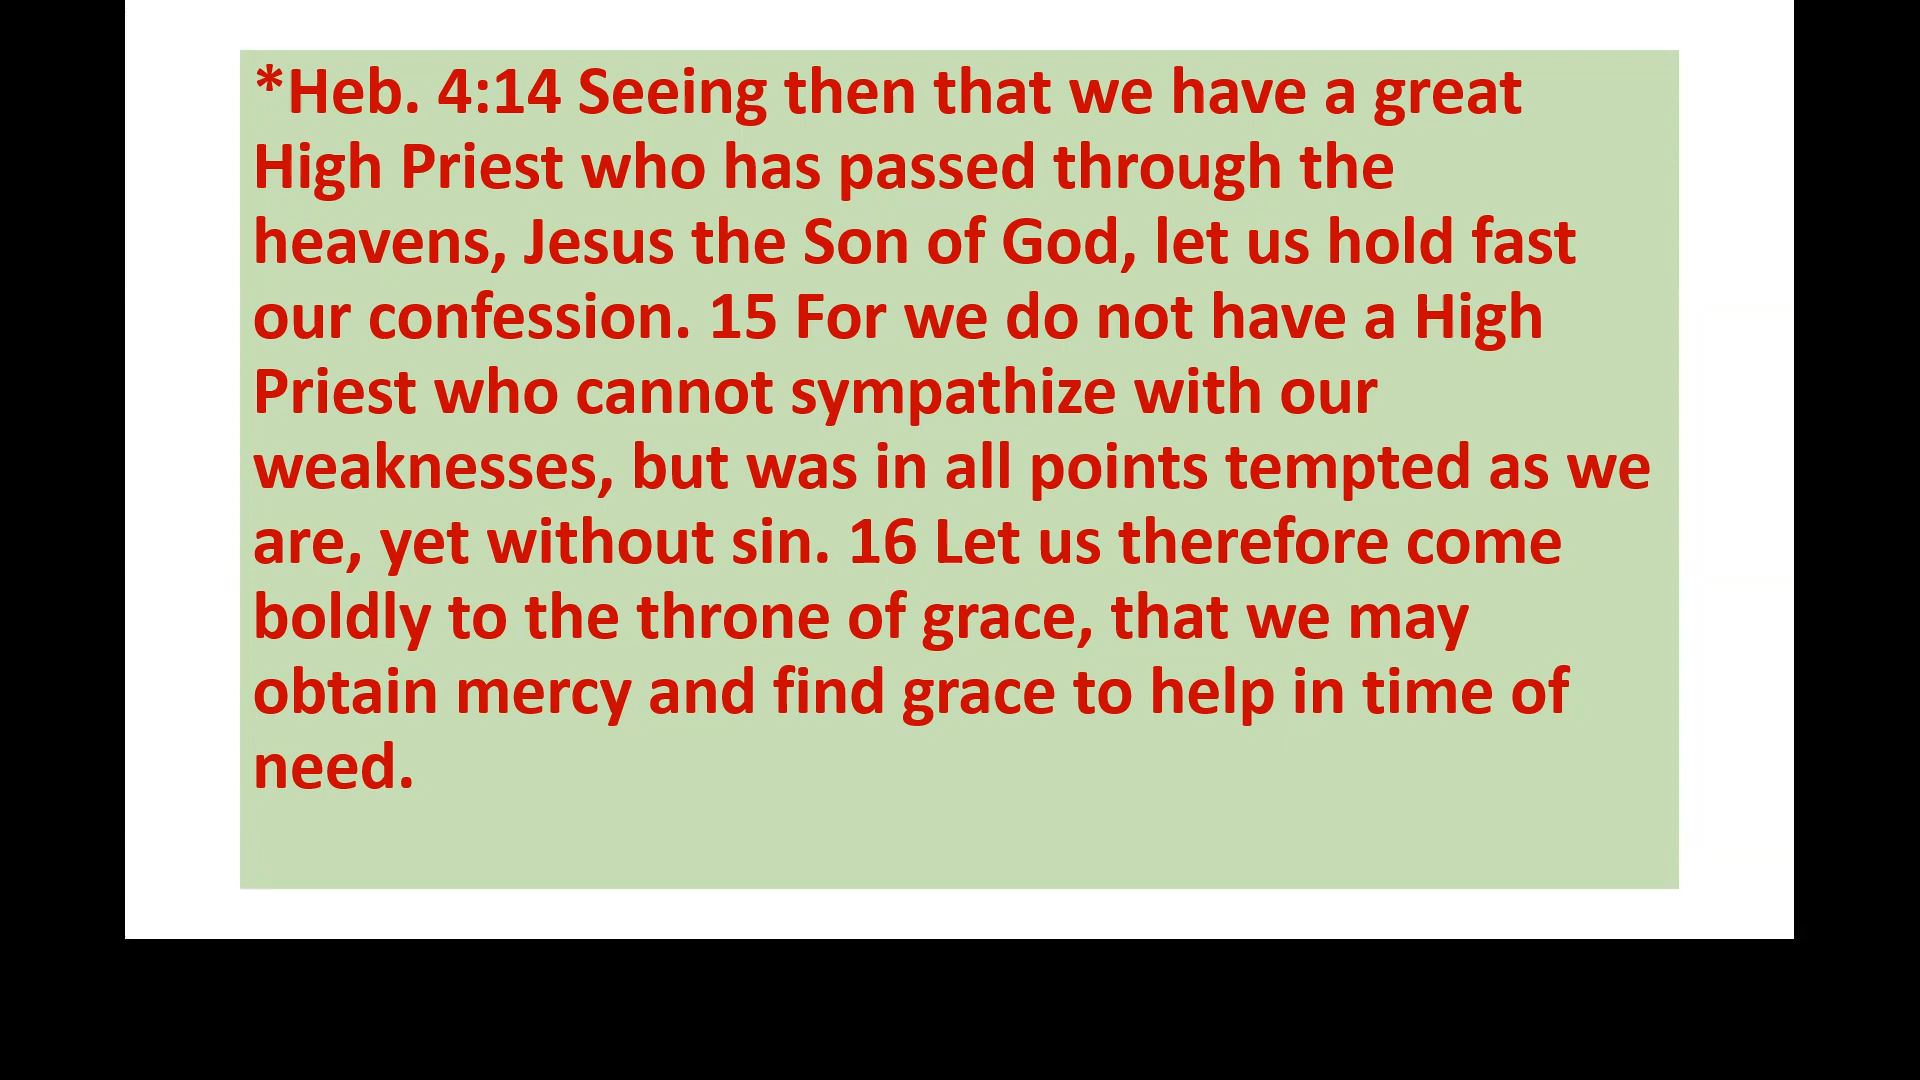 *Heb. 4:14 Seeing then that we have a great
High Priest who has passed through the
heavens, Jesus the Son of God, let us hold fast
our confession. 15 For we do not have a High
Priest who cannot sympathize with our
weaknesses, but was in all points tempted as we
are, yet without sin. 16 Let us therefore come
boldly to the throne of grace, that we may
obtain mercy and find grace to help in time of
need.